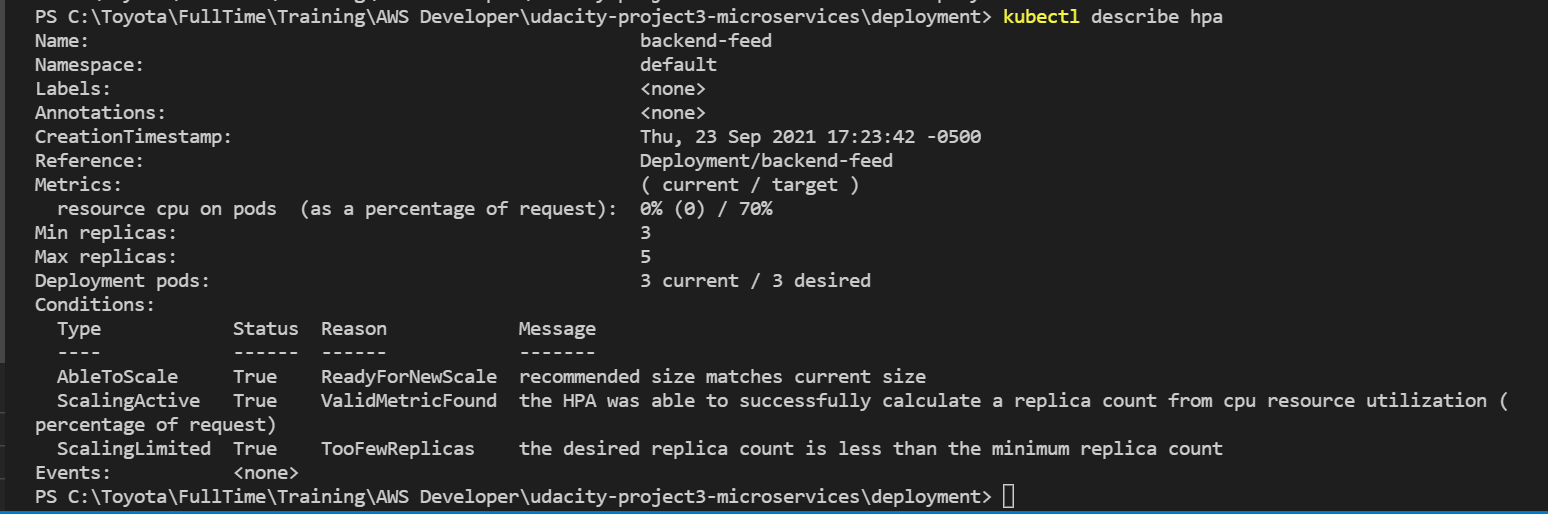 PS C:\Toyota\FullTime\Training\AWS Developer\udacity-project3-microservices\deployment> kubectl describe hpa
Name:                                                  backend-feed
Namespace:                                             default
Labels:                                                <none>
Annotations:                                           <none>
CreationTimestamp:                                     Thu, 23 Sep 2021 17:23:42 -0500
Reference:                                             Deployment/backend-feed
Metrics:                                               ( current / target )
  resource cpu on pods  (as a percentage of request):  0% (0) / 70%
Min replicas:                                          3
Max replicas:                                          5
Deployment pods:                                       3 current / 3 desired
Conditions:
  Type            Status  Reason            Message
  ----            ------  ------            -------
  AbleToScale     True    ReadyForNewScale  recommended size matches current size
  ScalingActive   True    ValidMetricFound  the HPA was able to successfully calculate a replica count from cpu resource utilization (
percentage of request)
  ScalingLimited  True    TooFewReplicas    the desired replica count is less than the minimum replica count
Events:           <none>
PS C:\Toyota\FullTime\Training\AWS Developer\udacity-project3-microservices\deployment>